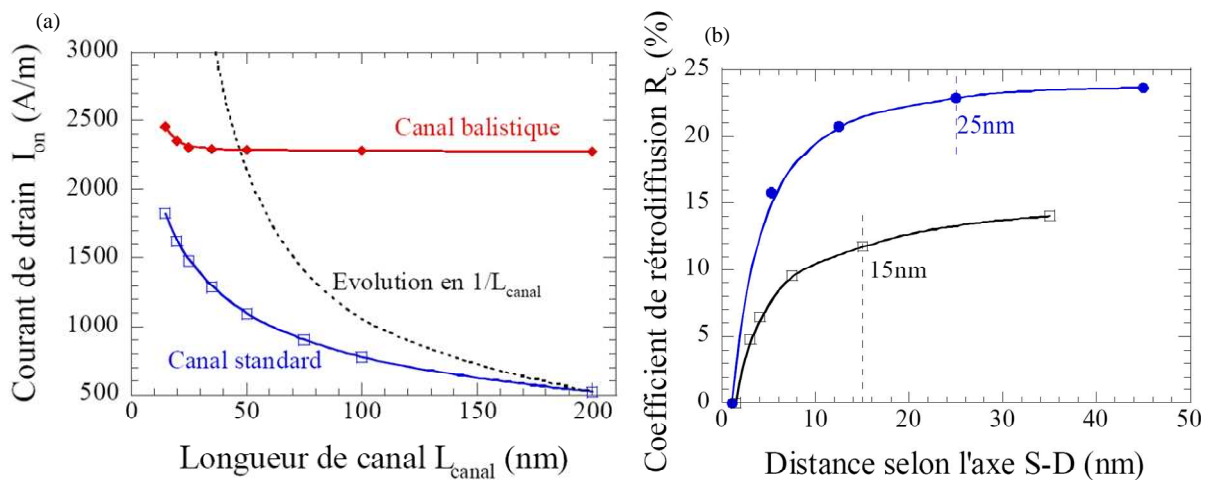 (a)
Courant de drain I_on (A/m)
3000
2500
2000
1500
1000
500
Canal balistique
Evolution en 1/L_canal
Canal standard
0
50
100
150
200
Longueur de canal L_canal (nm)
(b)
Coefficient de rétrodiffusion R_c (%)
25
20
15
10
5
0
25nm
15nm
0
10
20
30
40
50
Distance selon l'axe S-D (nm)